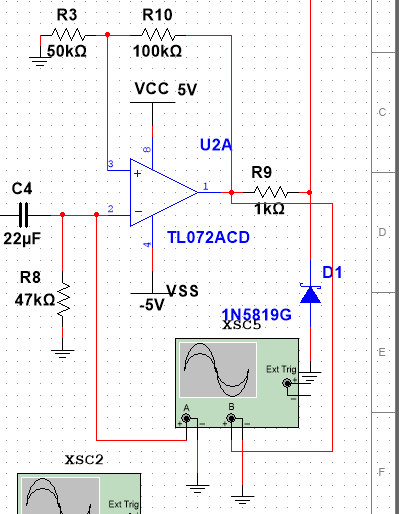 R3
R10
50kΩ
100kΩ
VCC 5V
C
8
U2A
3
+
R9
C4
1
2
−
1kΩ
D
22µF
4
TL072ACD
R8
D1
47kΩ
VSS
-5V
1N5819G
XSC5
E
Ext Trig
+
−
A
B
+ − + −
XSC2
F
Ext Trig